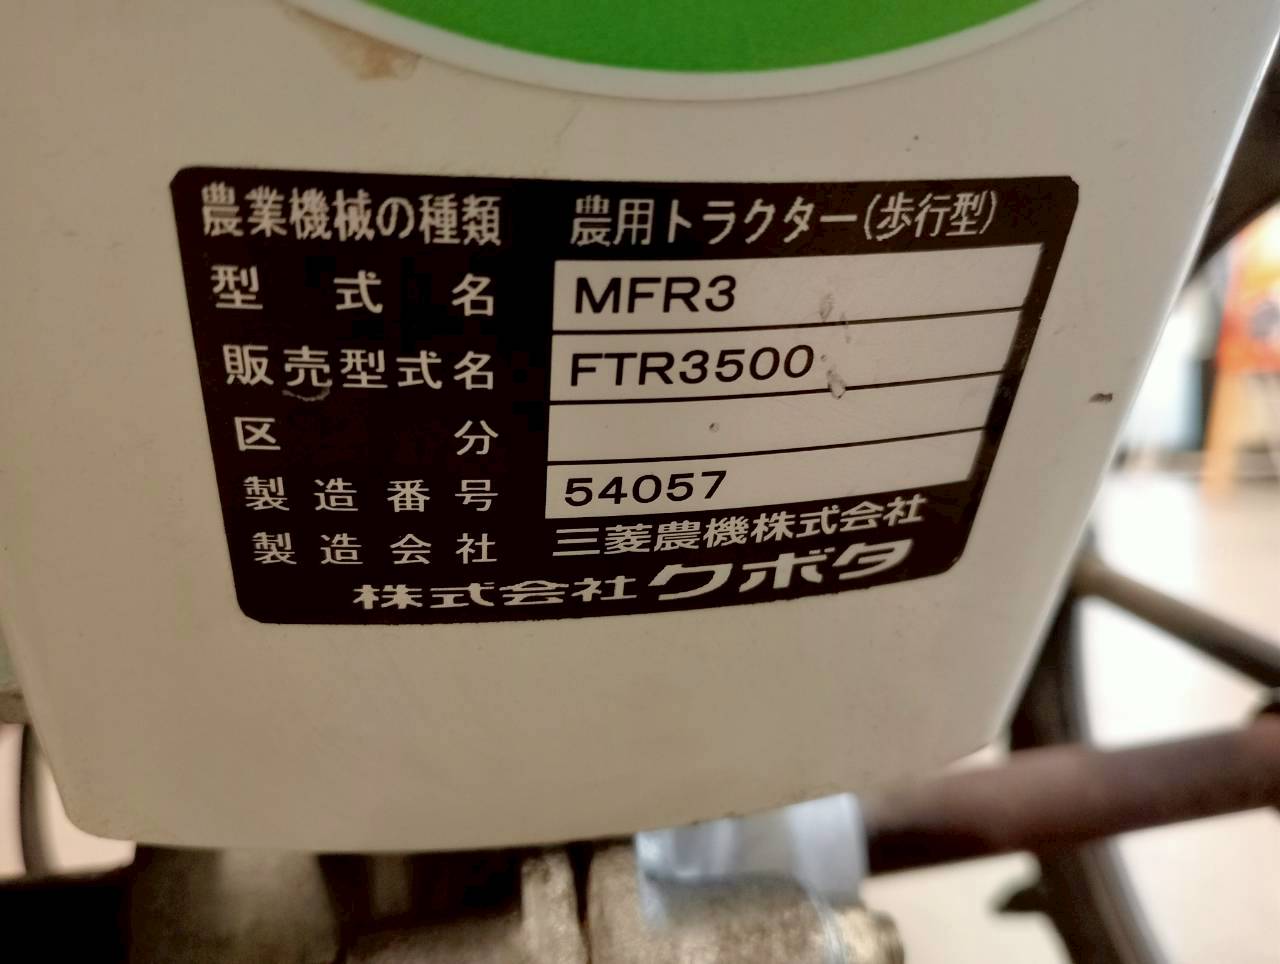 農業機械の種類 農用トラクター(歩行型)
型式名 MFR3
販売型式名 FTR3500
区分
製造番号 54057
製造会社 三菱農機株式会社
株式会社クボタ